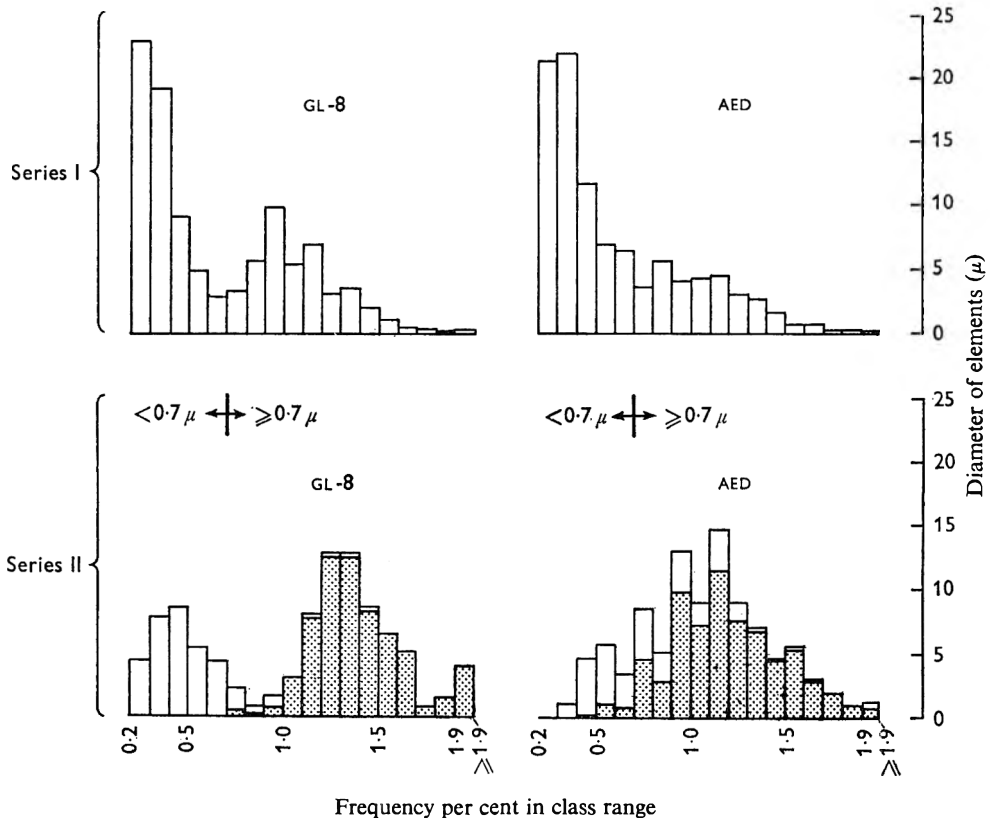 Series I
GL-8
AED
25
20
15
10
5
0
Diameter of elements (μ)
Series II
<0·7 μ ≥0·7 μ
GL-8
<0·7 μ ≥0·7 μ
AED
25
20
15
10
5
0
0·2
0·5
1·0
1·5
1·9
≥1·9
0·2
0·5
1·0
1·5
1·9
≥1·9
Frequency per cent in class range